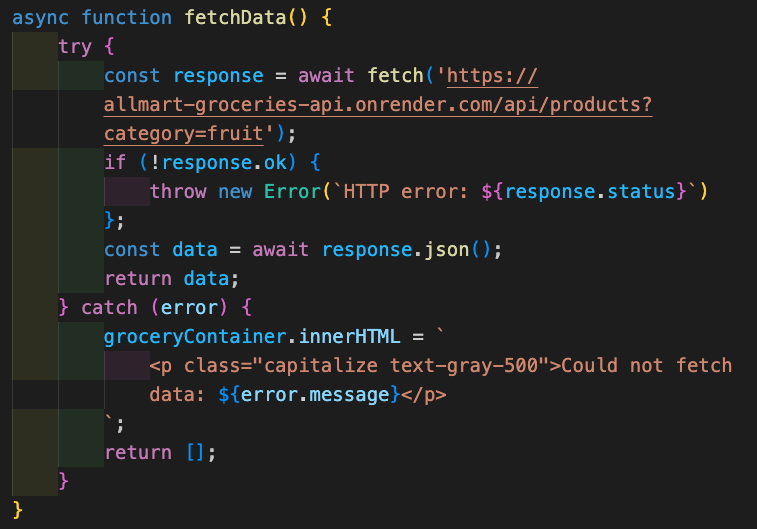 async function fetchData() {
    try {
        const response = await fetch('https://
        allmart-groceries-api.onrender.com/api/products?
        category=fruit');
        if (!response.ok) {
            throw new Error(`HTTP error: ${response.status}`)
        };
        const data = await response.json();
        return data;
    } catch (error) {
        groceryContainer.innerHTML = `
            <p class="capitalize text-gray-500">Could not fetch
            data: ${error.message}</p>
        `;
        return [];
    }
}